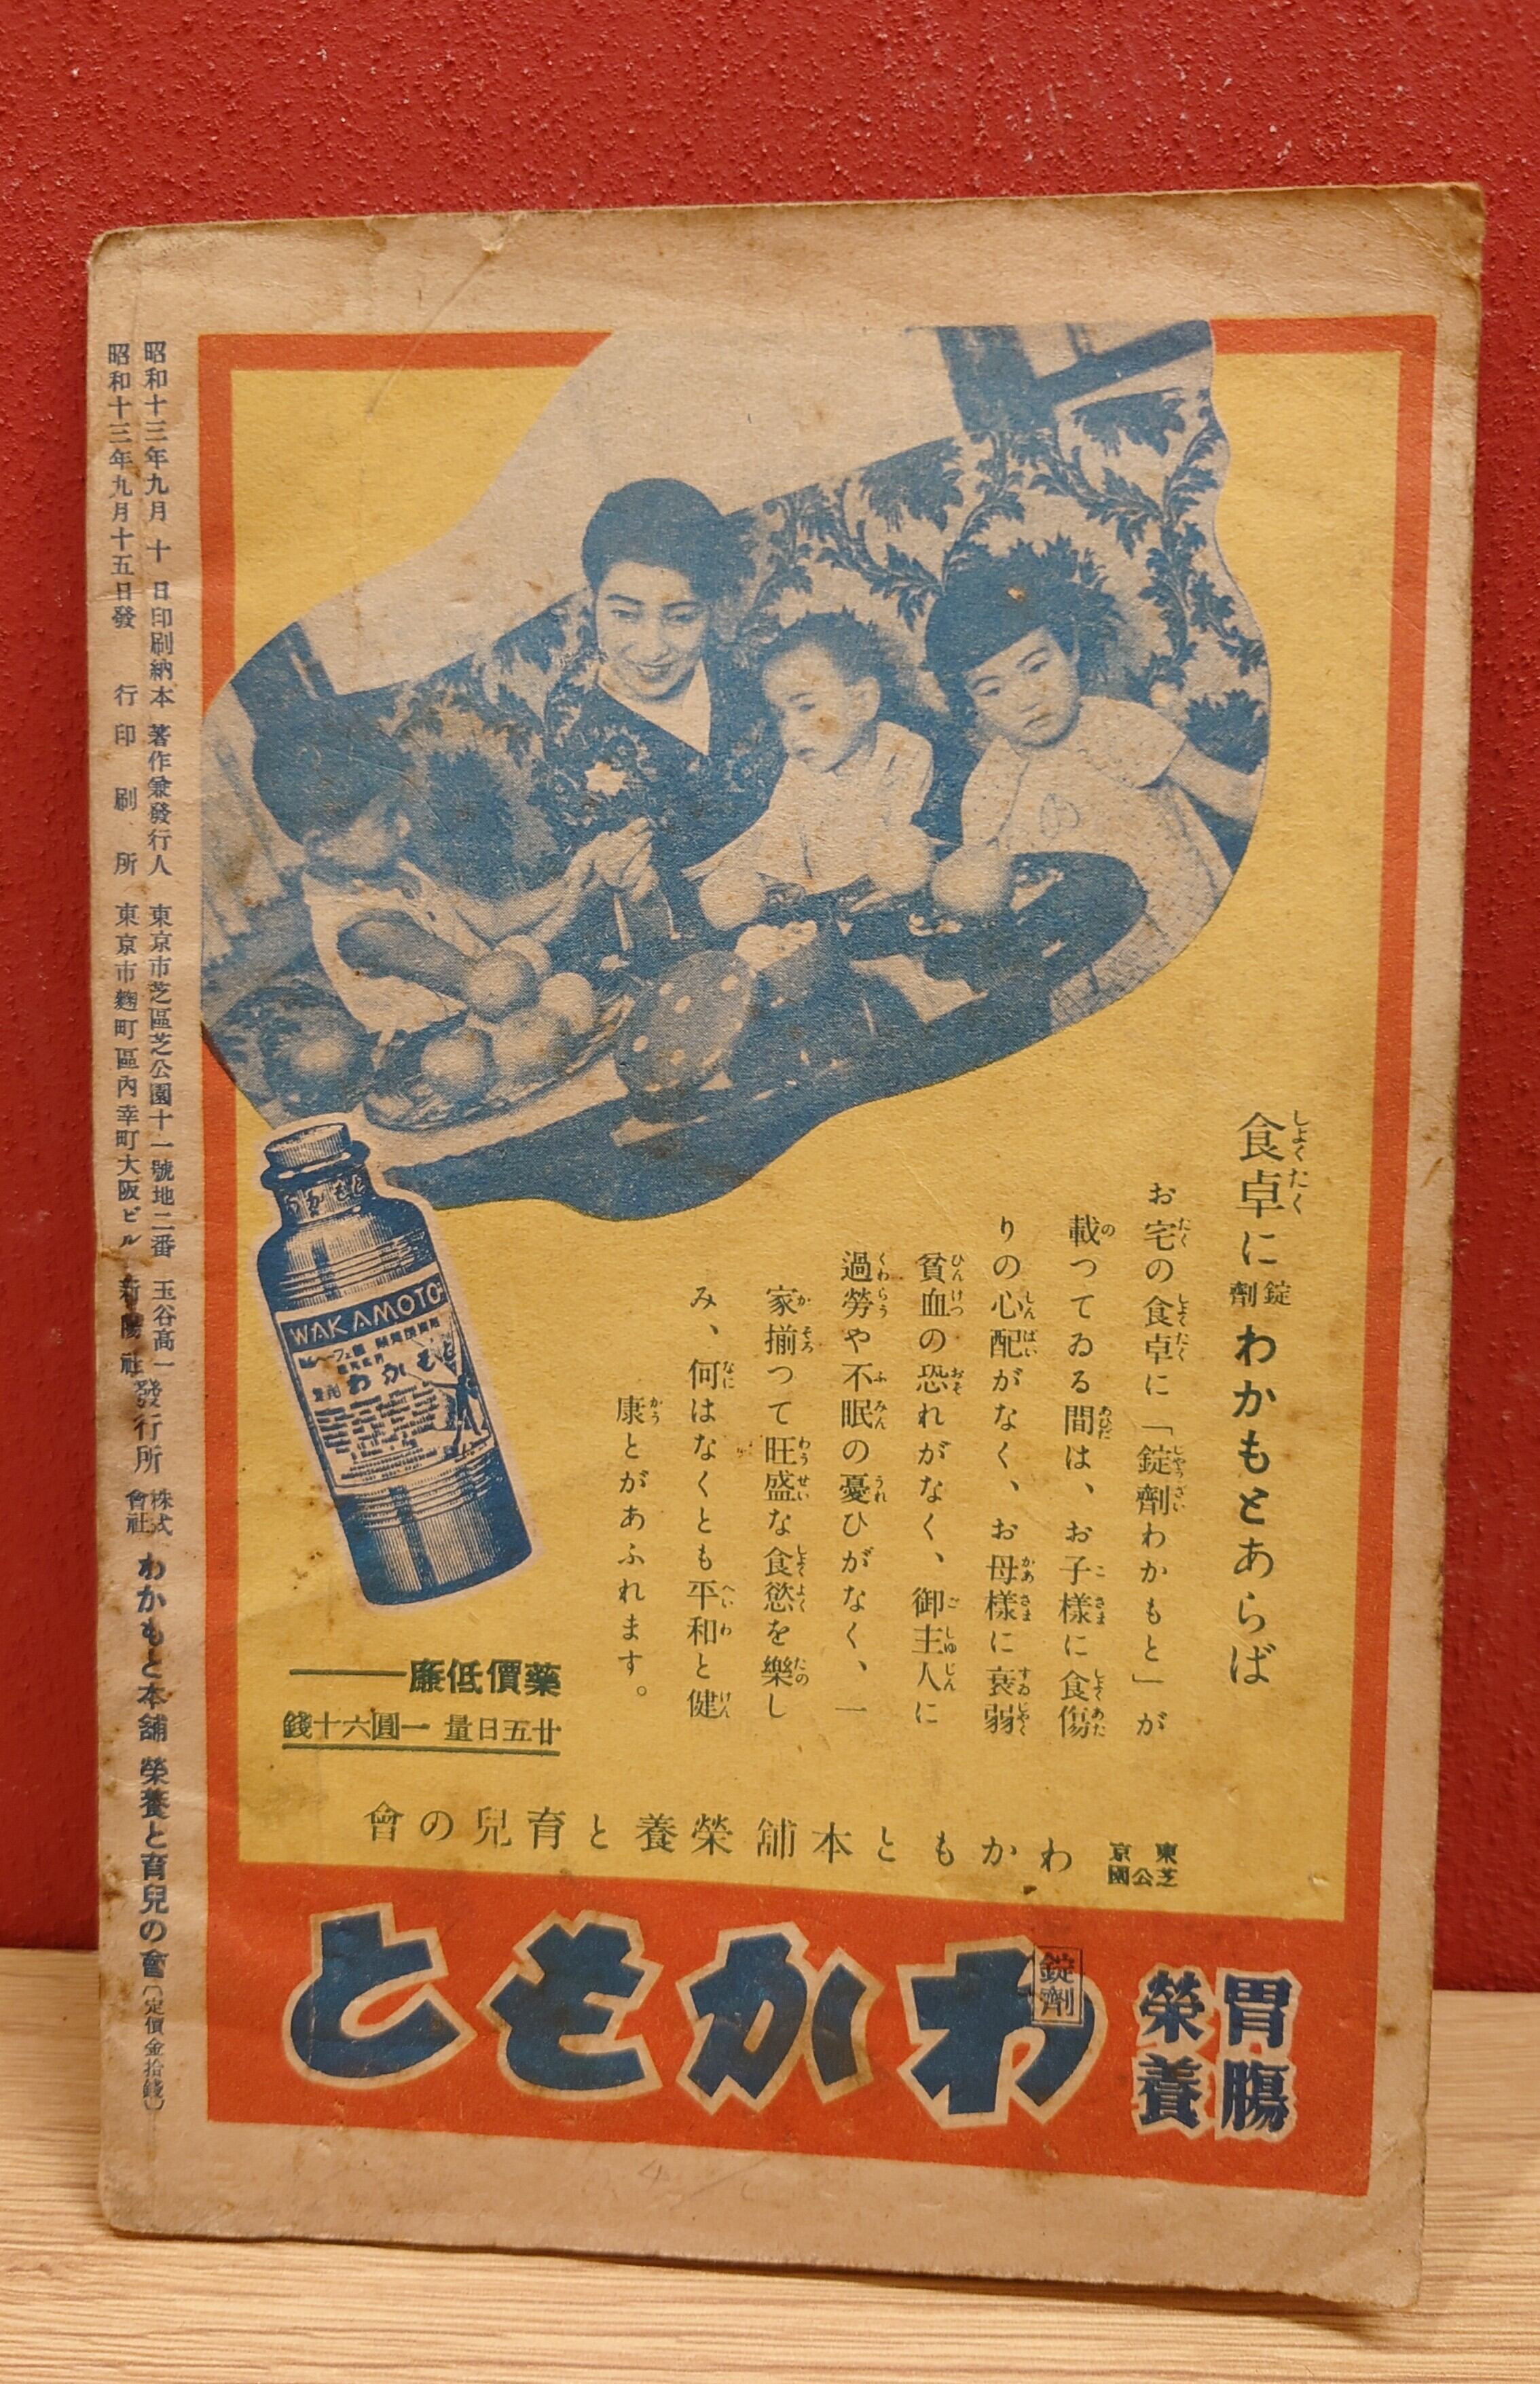 食卓に 錠剤 わかもとあらば
お宅の食卓に「錠剤わかもと」が
載つてゐる間は、お子様に食傷
りの心配がなく、お母様に衰弱
貧血の恐れがなく、御主人に
過勞や不眠の憂ひがなく、一
家揃つて旺盛な食慾を樂し
み、何はなくとも平和と健
康とがあふれます。
WAKAMOTO
わかもと
藥價低廉
廿五日量 一圓六十錢
東京 芝公園 わかもと本舖 榮養と育兒の會
胃腸
榮養
錠劑
わかもと
昭和十三年九月 十 日印刷納本 著作兼發行人 東京市芝區芝公園十一號地二番 玉谷高一
昭和十三年九月十五日發 行 印 刷 所 東京市麴町區內幸町大阪ビル 新陽社
發行所 株式會社 わかもと本舖 榮養と育兒の會 (定價金拾錢)